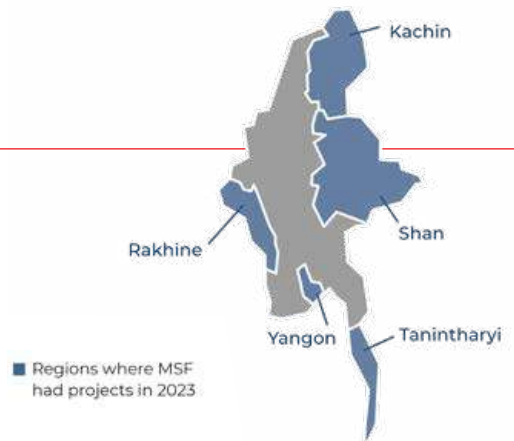 Kachin
Shan
Rakhine
Yangon
Tanintharyi
Regions where MSF
had projects in 2023